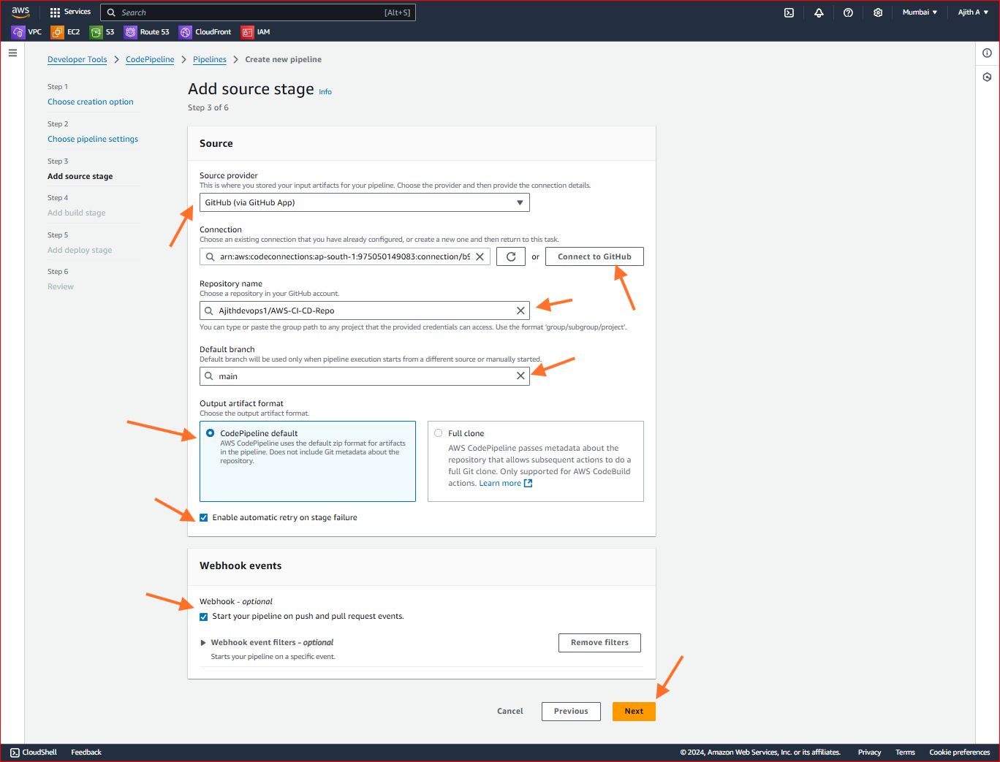 aws
Services
Search
[Alt+S]
Mumbai
Ajith A
VPC
EC2
S3
Route 53
CloudFront
IAM
Developer Tools
CodePipeline
Pipelines
Create new pipeline
Step 1
Choose creation option
Step 2
Choose pipeline settings
Step 3
Add source stage
Step 4
Add build stage
Step 5
Add deploy stage
Step 6
Review
Add source stage Info
Step 3 of 6
Source
Source provider
This is where you stored your input artifacts for your pipeline. Choose the provider and then provide the connection details.
GitHub (via GitHub App)
Connection
Choose an existing connection that you have already configured, or create a new one and then return to this task.
arn:aws:codeconnections:ap-south-1:975050149083:connection/b9
or
Connect to GitHub
Repository name
Choose a repository in your GitHub account.
Ajithdevops1/AWS-CI-CD-Repo
You can type or paste the group path to any project that the provided credentials can access. Use the format 'group/subgroup/project'.
Default branch
Default branch will be used only when pipeline execution starts from a different source or manually started.
main
Output artifact format
Choose the output artifact format.
CodePipeline default
AWS CodePipeline uses the default zip format for artifacts
in the pipeline. Does not include Git metadata about the
repository.
Full clone
AWS CodePipeline passes metadata about the
repository that allows subsequent actions to do a
full Git clone. Only supported for AWS CodeBuild
actions. Learn more
Enable automatic retry on stage failure
Webhook events
Webhook - optional
Start your pipeline on push and pull request events.
Webhook event filters - optional
Starts your pipeline on a specific event.
Remove filters
Cancel
Previous
Next
CloudShell
Feedback
© 2024, Amazon Web Services, Inc. or its affiliates.
Privacy
Terms
Cookie preferences